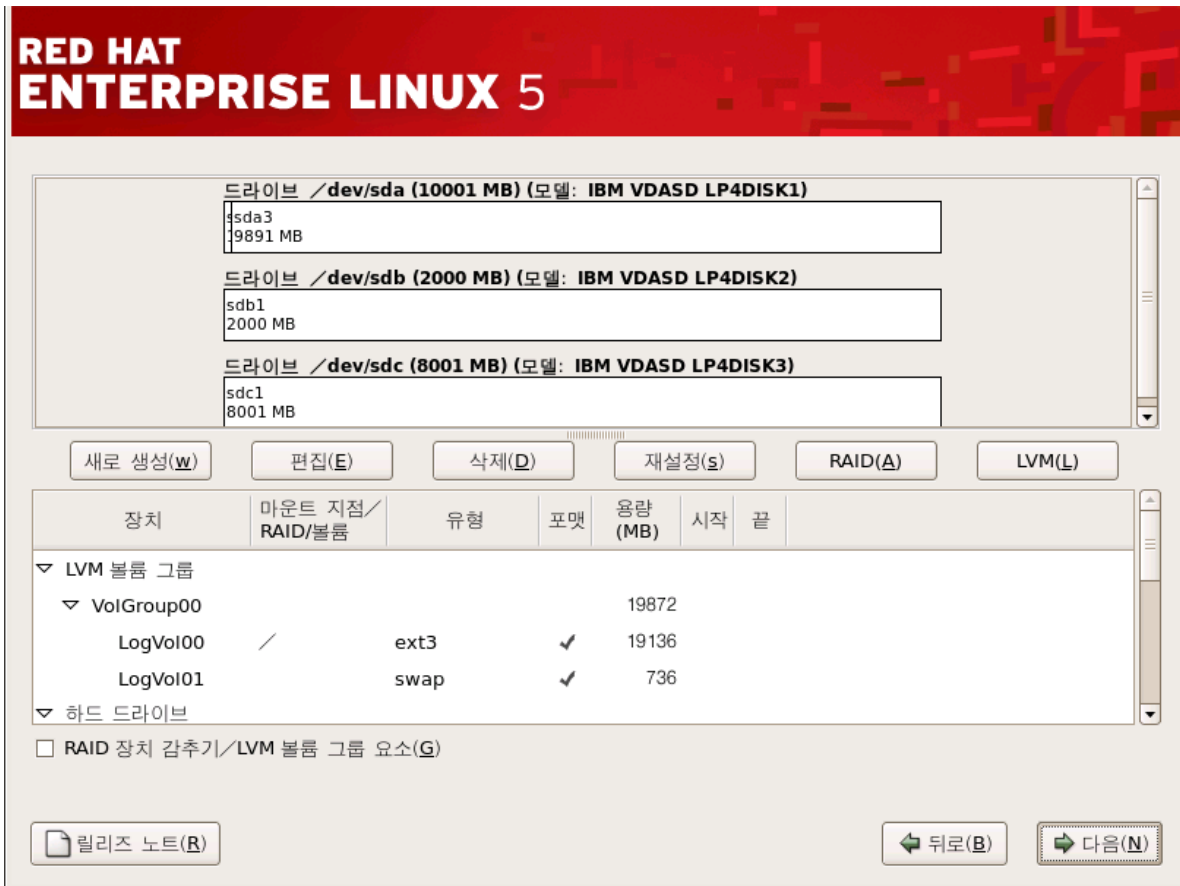 RED HAT
ENTERPRISE LINUX 5
드라이브 /dev/sda (10001 MB) (모델: IBM VDASD LP4DISK1)
sda3
9891 MB
드라이브 /dev/sdb (2000 MB) (모델: IBM VDASD LP4DISK2)
sdb1
2000 MB
드라이브 /dev/sdc (8001 MB) (모델: IBM VDASD LP4DISK3)
sdc1
8001 MB
새로 생성(w) 편집(E) 삭제(D) 재설정(s) RAID(A) LVM(L)
장치 마운트 지점/ RAID/볼륨 유형 포맷 용량 (MB) 시작 끝
LVM 볼륨 그룹
VolGroup00 19872
LogVol00 / ext3 19136
LogVol01 swap 736
하드 드라이브
RAID 장치 감추기/LVM 볼륨 그룹 요소(G)
릴리즈 노트(R) 뒤로(B) 다음(N)